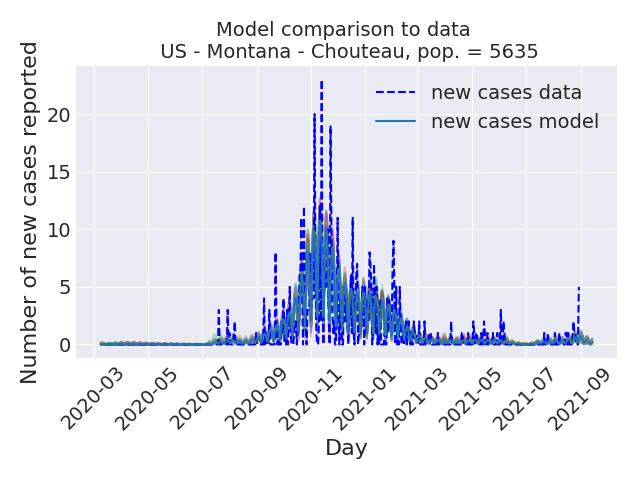 Model comparison to data
US - Montana - Chouteau, pop. = 5635
Number of new cases reported
20
15
10
5
0
new cases data
new cases model
2020-03
2020-05
2020-07
2020-09
2020-11
2021-01
2021-03
2021-05
2021-07
2021-09
Day